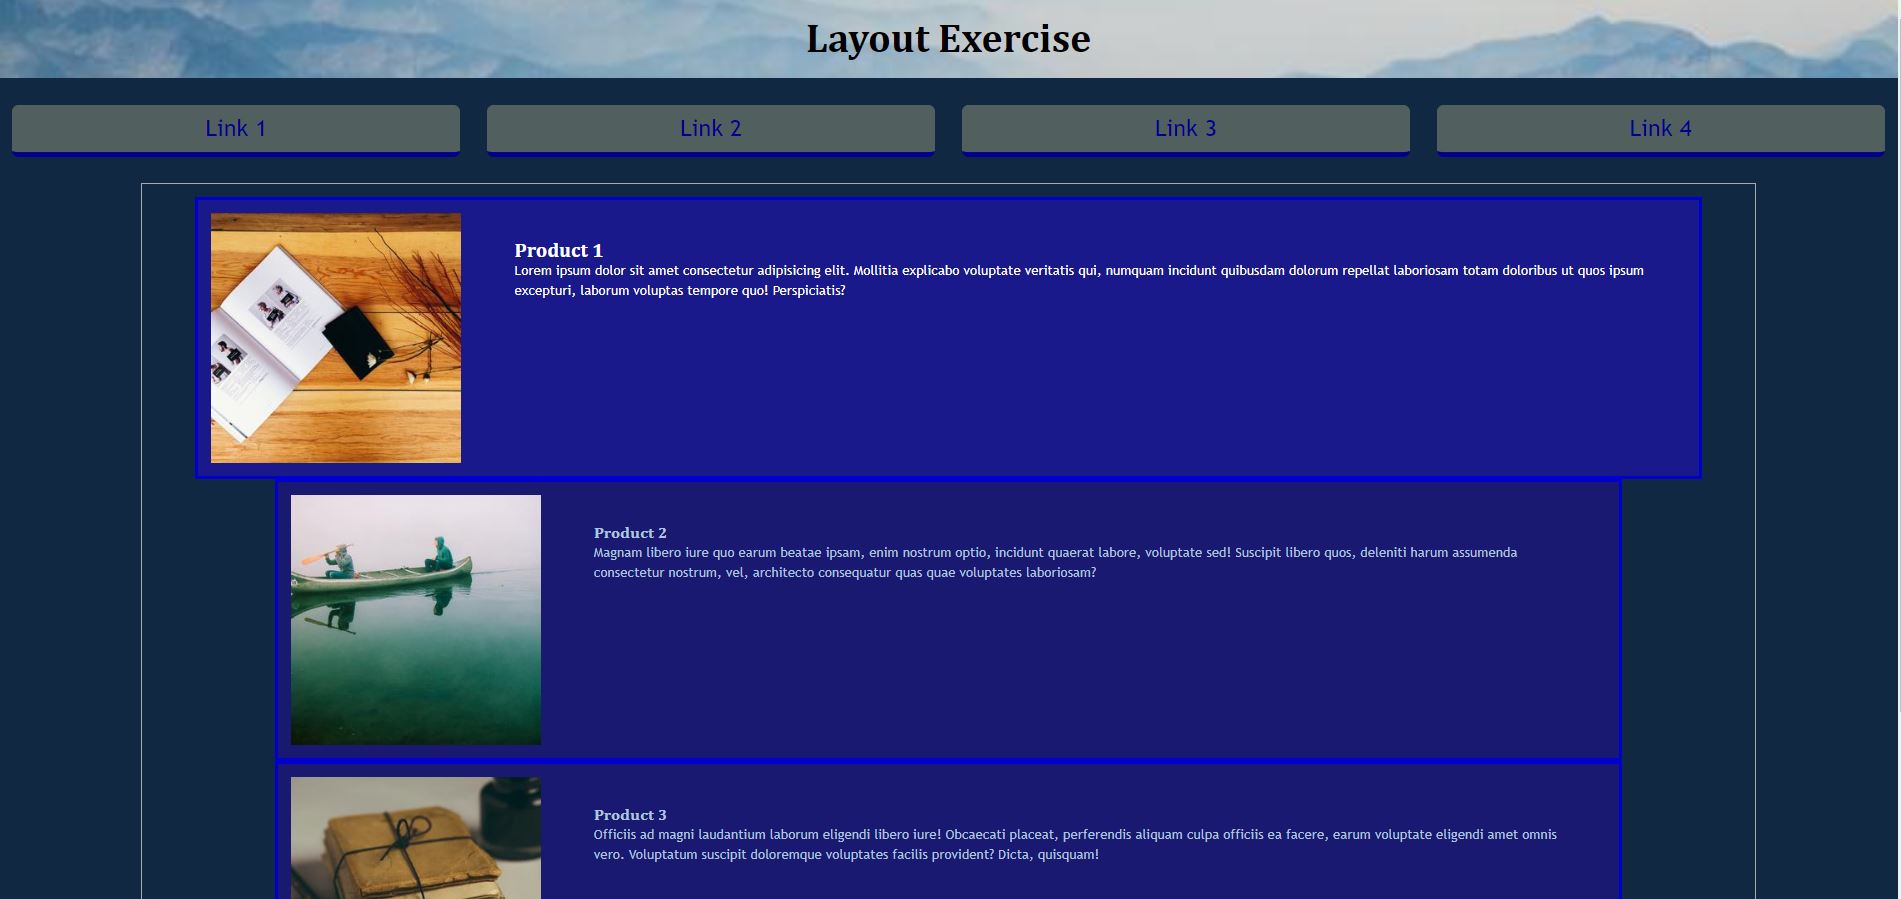 Layout Exercise
Link 1
Link 2
Link 3
Link 4
Product 1
Lorem ipsum dolor sit amet consectetur adipisicing elit. Mollitia explicabo voluptate veritatis qui, numquam incidunt quibusdam dolorum repellat laboriosam totam doloribus ut quos ipsum
excepturi, laborum voluptas tempore quo! Perspiciatis?
Product 2
Magnam libero iure quo earum beatae ipsam, enim nostrum optio, incidunt quaerat labore, voluptate sed! Suscipit libero quos, deleniti harum assumenda
consectetur nostrum, vel, architecto consequatur quas quae voluptates laboriosam?
Product 3
Officiis ad magni laudantium laborum eligendi libero iure! Obcaecati placeat, perferendis aliquam culpa officiis ea facere, earum voluptate eligendi amet omnis
vero. Voluptatum suscipit doloremque voluptates facilis provident? Dicta, quisquam!